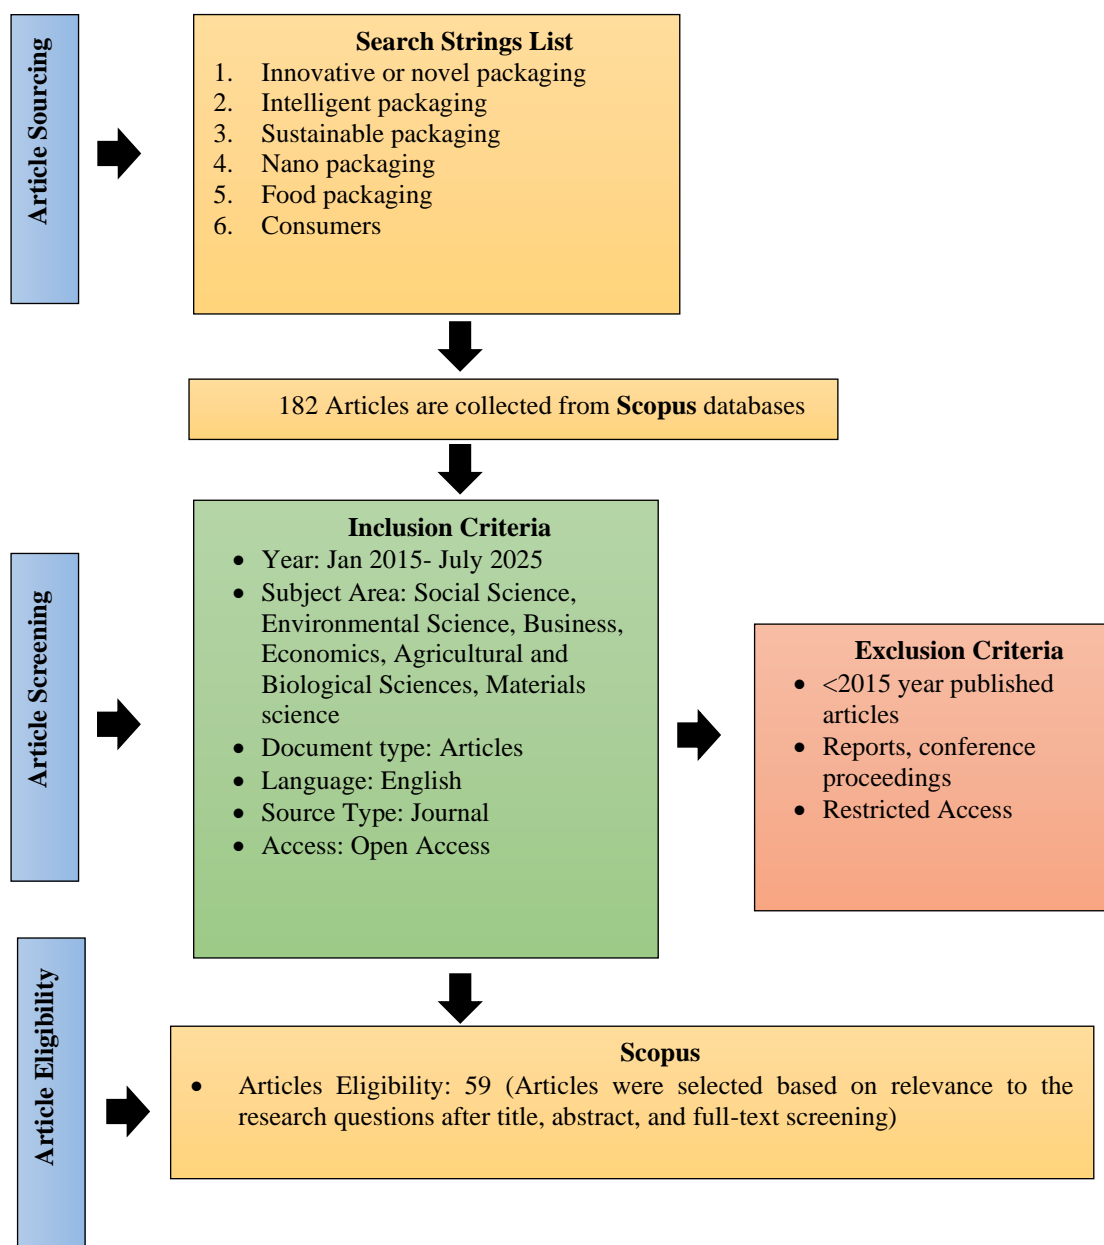 Article Sourcing
Search Strings List
1. Innovative or novel packaging
2. Intelligent packaging
3. Sustainable packaging
4. Nano packaging
5. Food packaging
6. Consumers
182 Articles are collected from Scopus databases
Article Screening
Inclusion Criteria
• Year: Jan 2015- July 2025
• Subject Area: Social Science,
Environmental Science, Business,
Economics, Agricultural and
Biological Sciences, Materials
science
• Document type: Articles
• Language: English
• Source Type: Journal
• Access: Open Access
Exclusion Criteria
• <2015 year published
articles
• Reports, conference
proceedings
• Restricted Access
Article Eligibility
Scopus
• Articles Eligibility: 59 (Articles were selected based on relevance to the
research questions after title, abstract, and full-text screening)